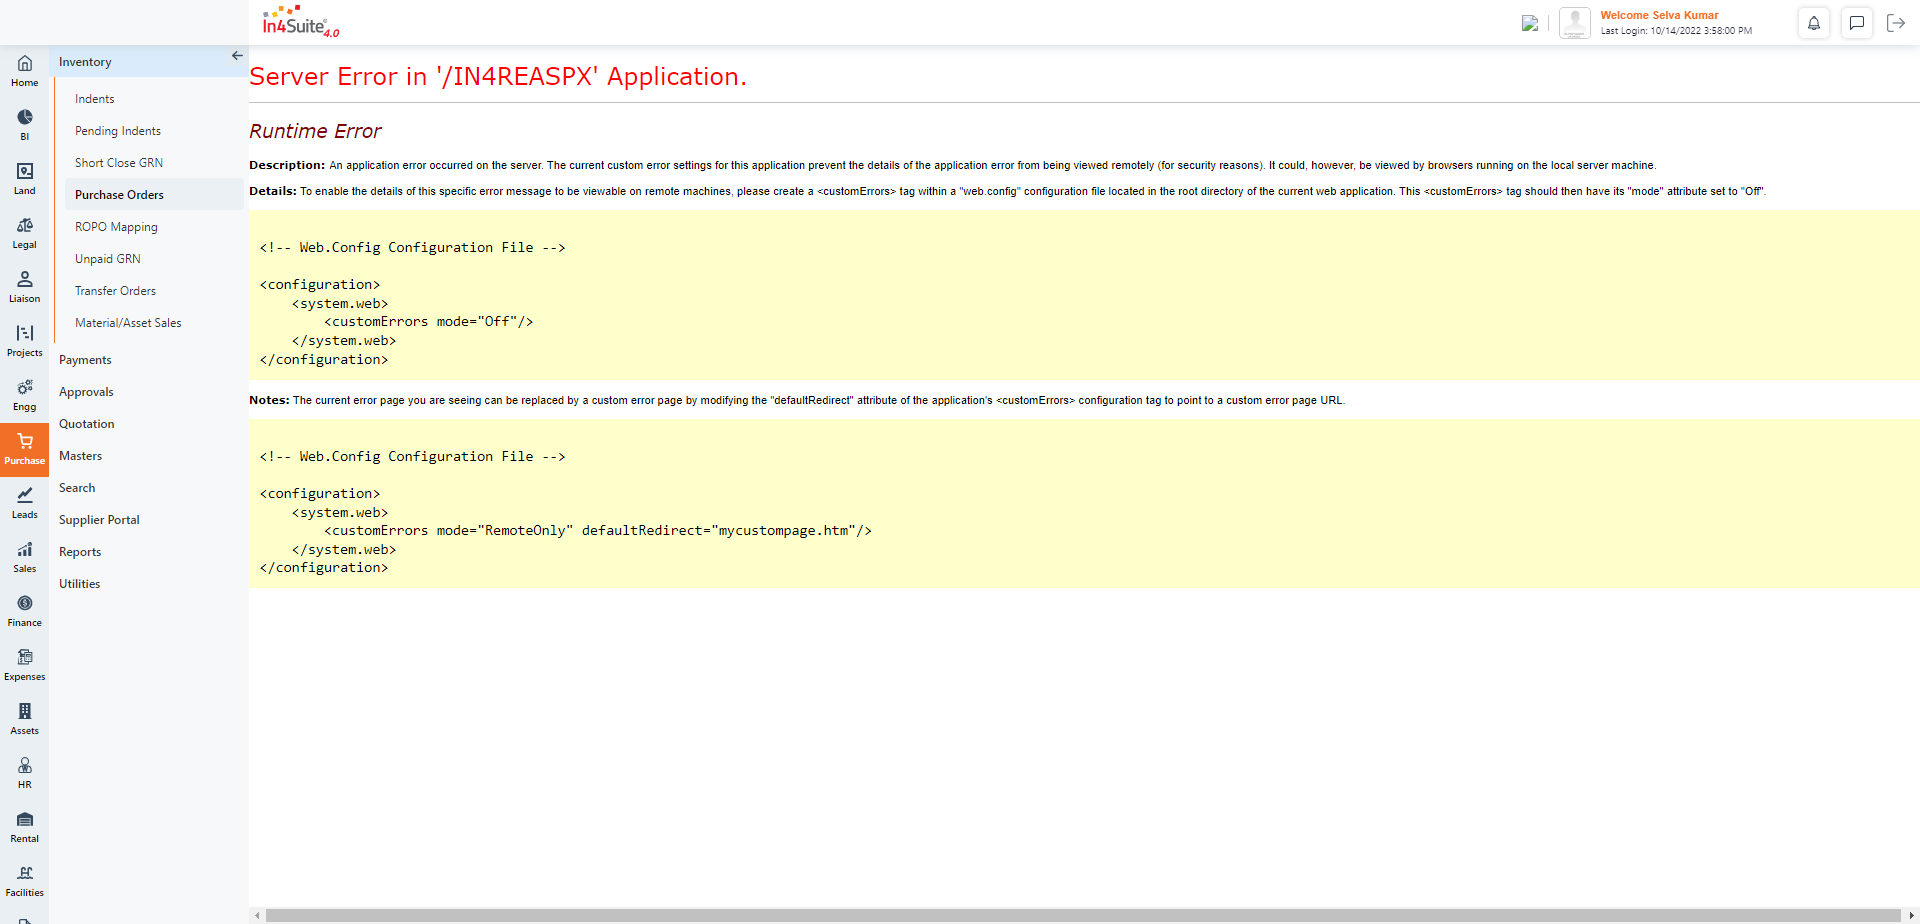 In4Suite® 4.0
Welcome Selva Kumar
Last Login: 10/14/2022 3:58:00 PM
Home
BI
Land
Legal
Liaison
Projects
Engg
Purchase
Leads
Sales
Finance
Expenses
Assets
HR
Rental
Facilities
Inventory
Indents
Pending Indents
Short Close GRN
Purchase Orders
ROPO Mapping
Unpaid GRN
Transfer Orders
Material/Asset Sales
Payments
Approvals
Quotation
Masters
Search
Supplier Portal
Reports
Utilities
Server Error in '/IN4REASPX' Application.
Runtime Error
Description: An application error occurred on the server. The current custom error settings for this application prevent the details of the application error from being viewed remotely (for security reasons). It could, however, be viewed by browsers running on the local server machine.
Details: To enable the details of this specific error message to be viewable on remote machines, please create a <customErrors> tag within a "web.config" configuration file located in the root directory of the current web application. This <customErrors> tag should then have its "mode" attribute set to "Off".
<!-- Web.Config Configuration File -->
<configuration>
    <system.web>
        <customErrors mode="Off"/>
    </system.web>
</configuration>
Notes: The current error page you are seeing can be replaced by a custom error page by modifying the "defaultRedirect" attribute of the application's <customErrors> configuration tag to point to a custom error page URL.
<!-- Web.Config Configuration File -->
<configuration>
    <system.web>
        <customErrors mode="RemoteOnly" defaultRedirect="mycustompage.htm"/>
    </system.web>
</configuration>